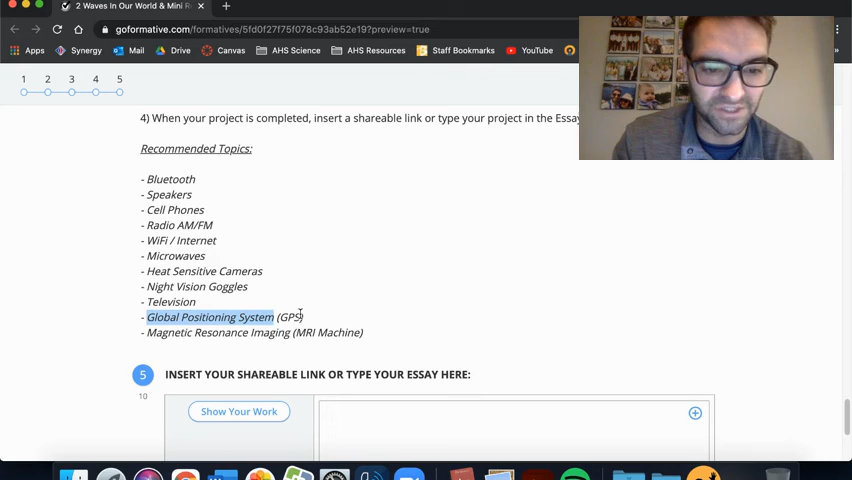 2 Waves In Our World & Mini R
goformative.com/formatives/5fd0f27f75f078c93ab52e19?preview=true
Apps Synergy Mail Drive Canvas AHS Science AHS Resources Staff Bookmarks YouTube
1 2 3 4 5
4) When your project is completed, insert a shareable link or type your project in the Essay
Recommended Topics:
- Bluetooth
- Speakers
- Cell Phones
- Radio AM/FM
- WiFi / Internet
- Microwaves
- Heat Sensitive Cameras
- Night Vision Goggles
- Television
- Global Positioning System (GPS)
- Magnetic Resonance Imaging (MRI Machine)
5 INSERT YOUR SHAREABLE LINK OR TYPE YOUR ESSAY HERE:
10
Show Your Work